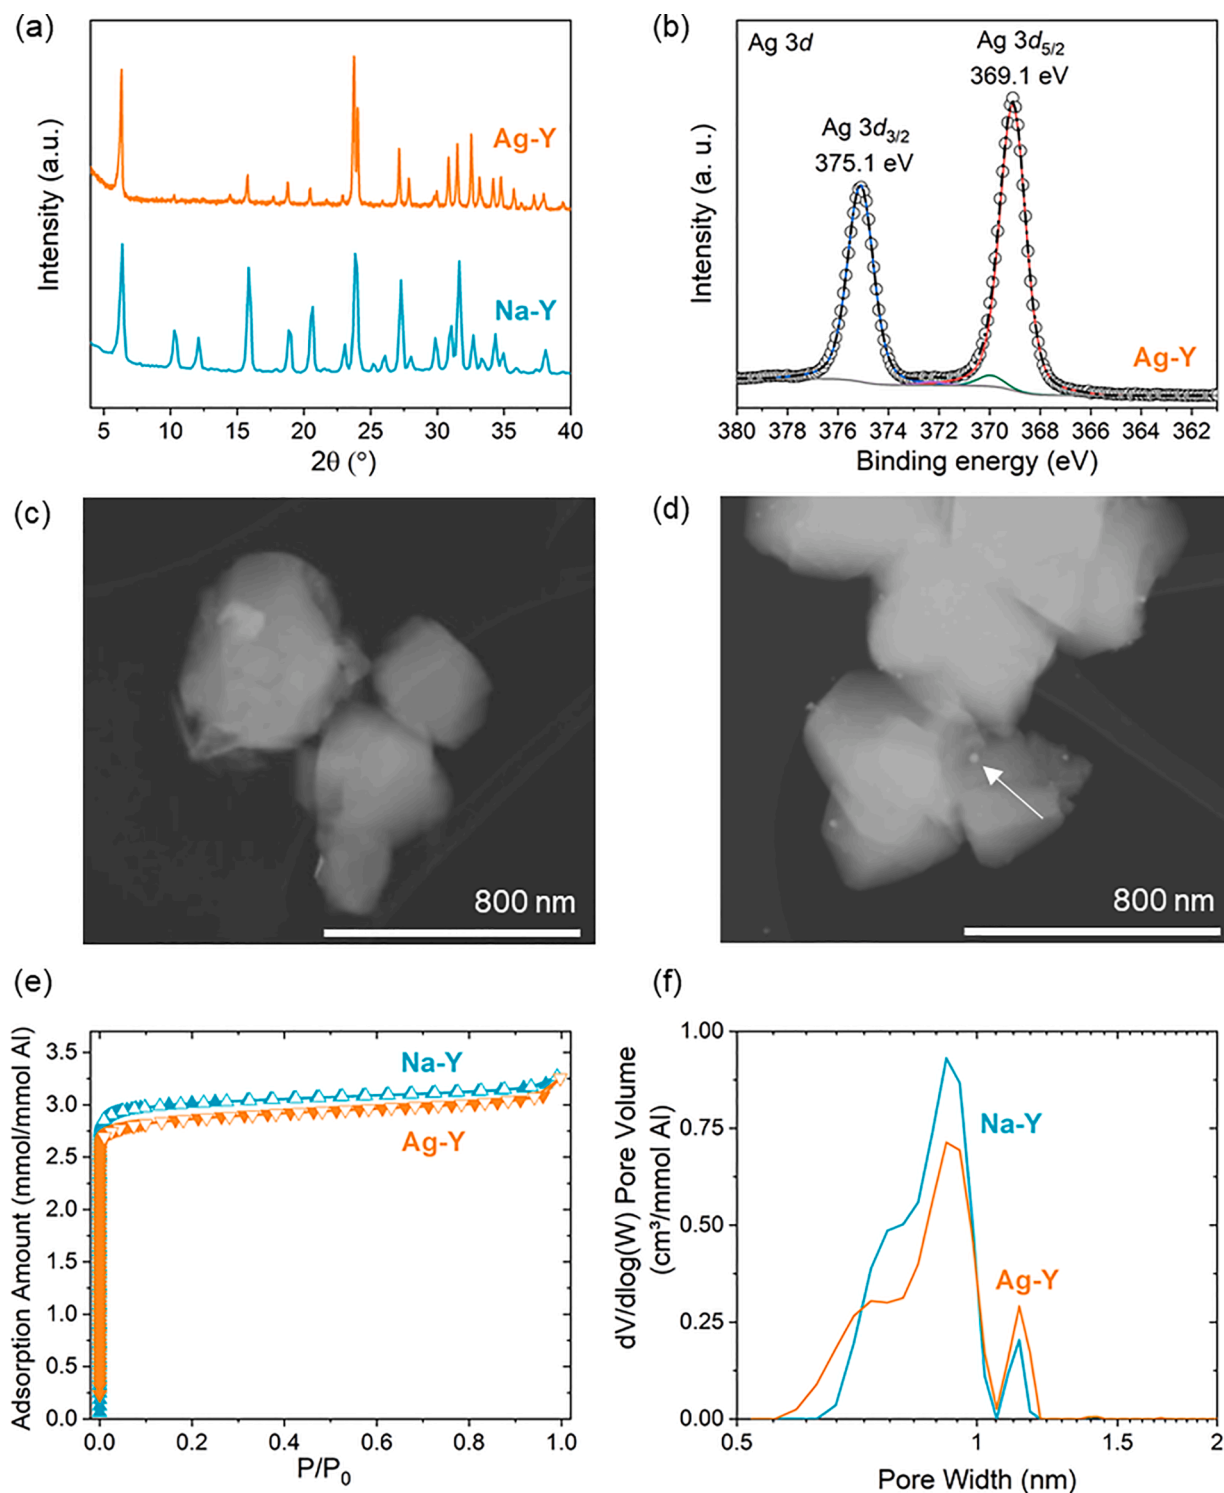 (a)
Intensity (a.u.)
Ag-Y
Na-Y
5 10 15 20 25 30 35 40
2θ (°)
(b)
Ag 3d
Ag 3d5/2
369.1 eV
Ag 3d3/2
375.1 eV
Intensity (a. u.)
Ag-Y
380 378 376 374 372 370 368 366 364 362
Binding energy (eV)
(c)
800 nm
(d)
800 nm
(e)
Adsorption Amount (mmol/mmol Al)
3.5
3.0
2.5
2.0
1.5
1.0
0.5
0.0
Na-Y
Ag-Y
0.0 0.2 0.4 0.6 0.8 1.0
P/P0
(f)
dV/dlog(W) Pore Volume
(cm³/mmol Al)
1.00
0.75
0.50
0.25
0.00
Na-Y
Ag-Y
0.5 1 1.5 2
Pore Width (nm)